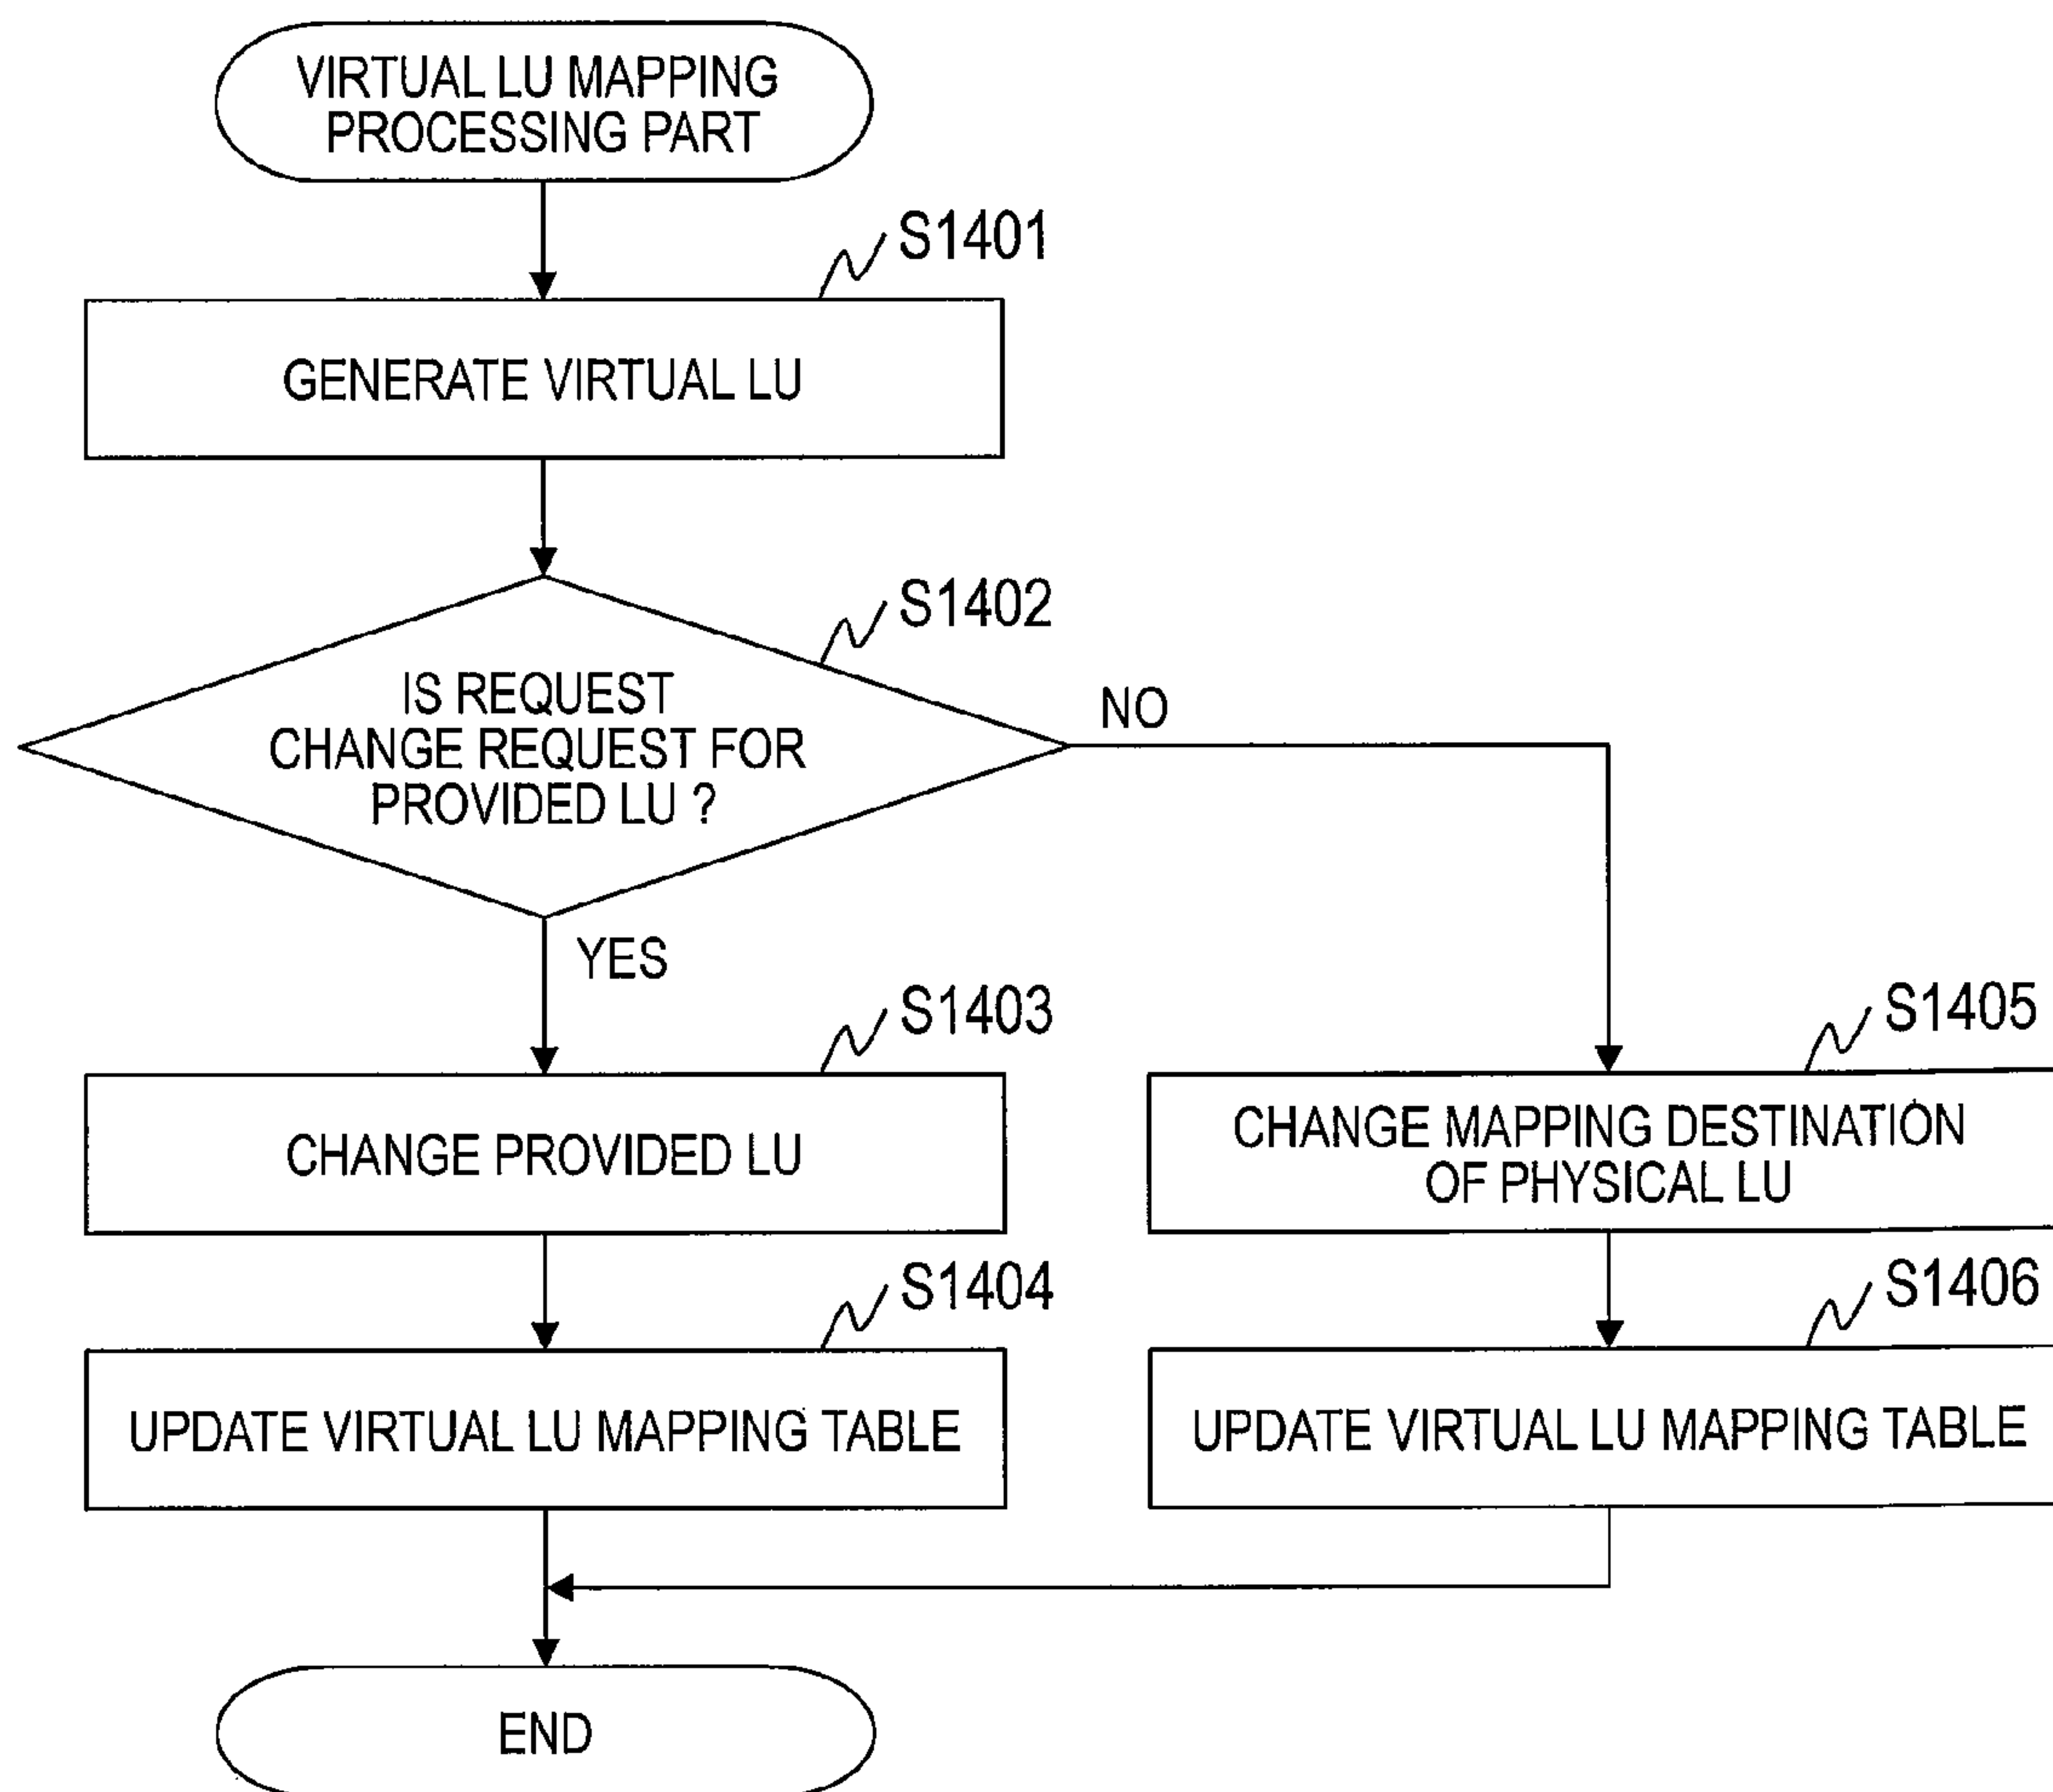 VIRTUAL LU MAPPING
PROCESSING PART
S1401
GENERATE VIRTUAL LU
S1402
IS REQUEST
CHANGE REQUEST FOR
PROVIDED LU ?
NO
YES
S1403
CHANGE PROVIDED LU
S1404
UPDATE VIRTUAL LU MAPPING TABLE
S1405
CHANGE MAPPING DESTINATION
OF PHYSICAL LU
S1406
UPDATE VIRTUAL LU MAPPING TABLE
END